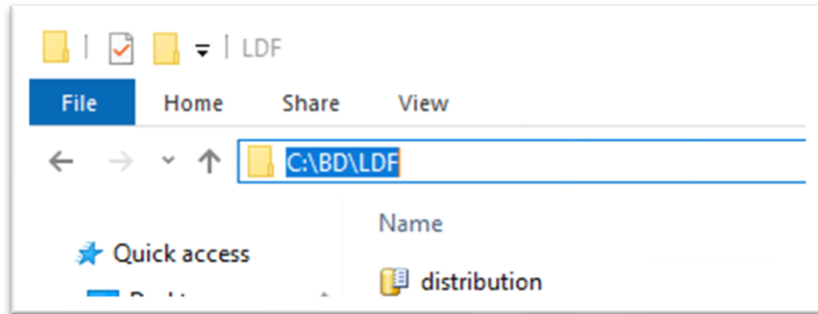 LDF
File Home Share View
C:\BD\LDF
Name
Quick access
distribution